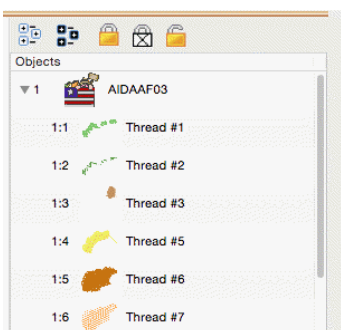 Objects
1 AIDAAF03
1:1 Thread #1
1:2 Thread #2
1:3 Thread #3
1:4 Thread #5
1:5 Thread #6
1:6 Thread #7